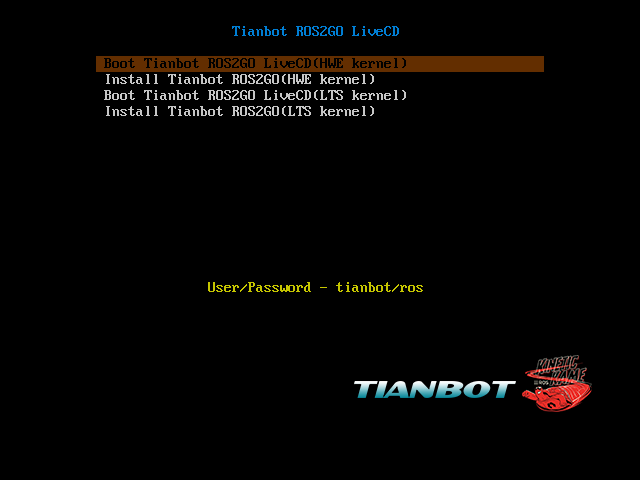 Tianbot ROS2GO LiveCD
Boot Tianbot ROS2GO LiveCD(HWE kernel)
Install Tianbot ROS2GO(HWE kernel)
Boot Tianbot ROS2GO LiveCD(LTS kernel)
Install Tianbot ROS2GO(LTS kernel)
User/Password - tianbot/ros
KINETIC
KAME
ROS
TIANBOT